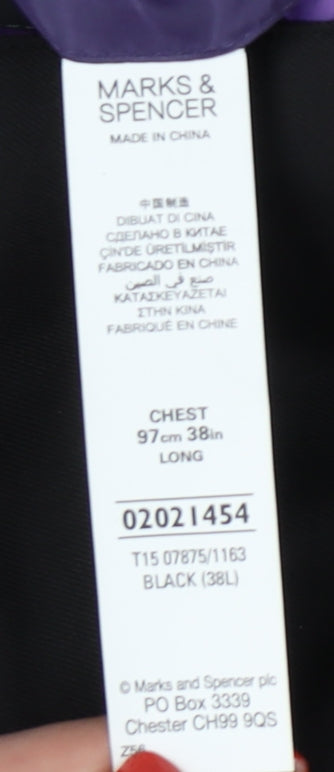 MARKS &
SPENCER
MADE IN CHINA
中国制造
DIBUAT DI CINA
СДЕЛАНО В КИТАЕ
ÇİN'DE ÜRETİLMİŞTİR
FABRICADO EN CHINA
صنع في الصين
ΚΑΤΑΣΚΕΥΑΖΕΤΑΙ
ΣΤΗΝ ΚΙΝΑ
FABRIQUÉ EN CHINE
CHEST
97cm 38in
LONG
02021454
T15 07875/1163
BLACK (38L)
© Marks and Spencer plc
PO Box 3339
Chester CH99 9QS